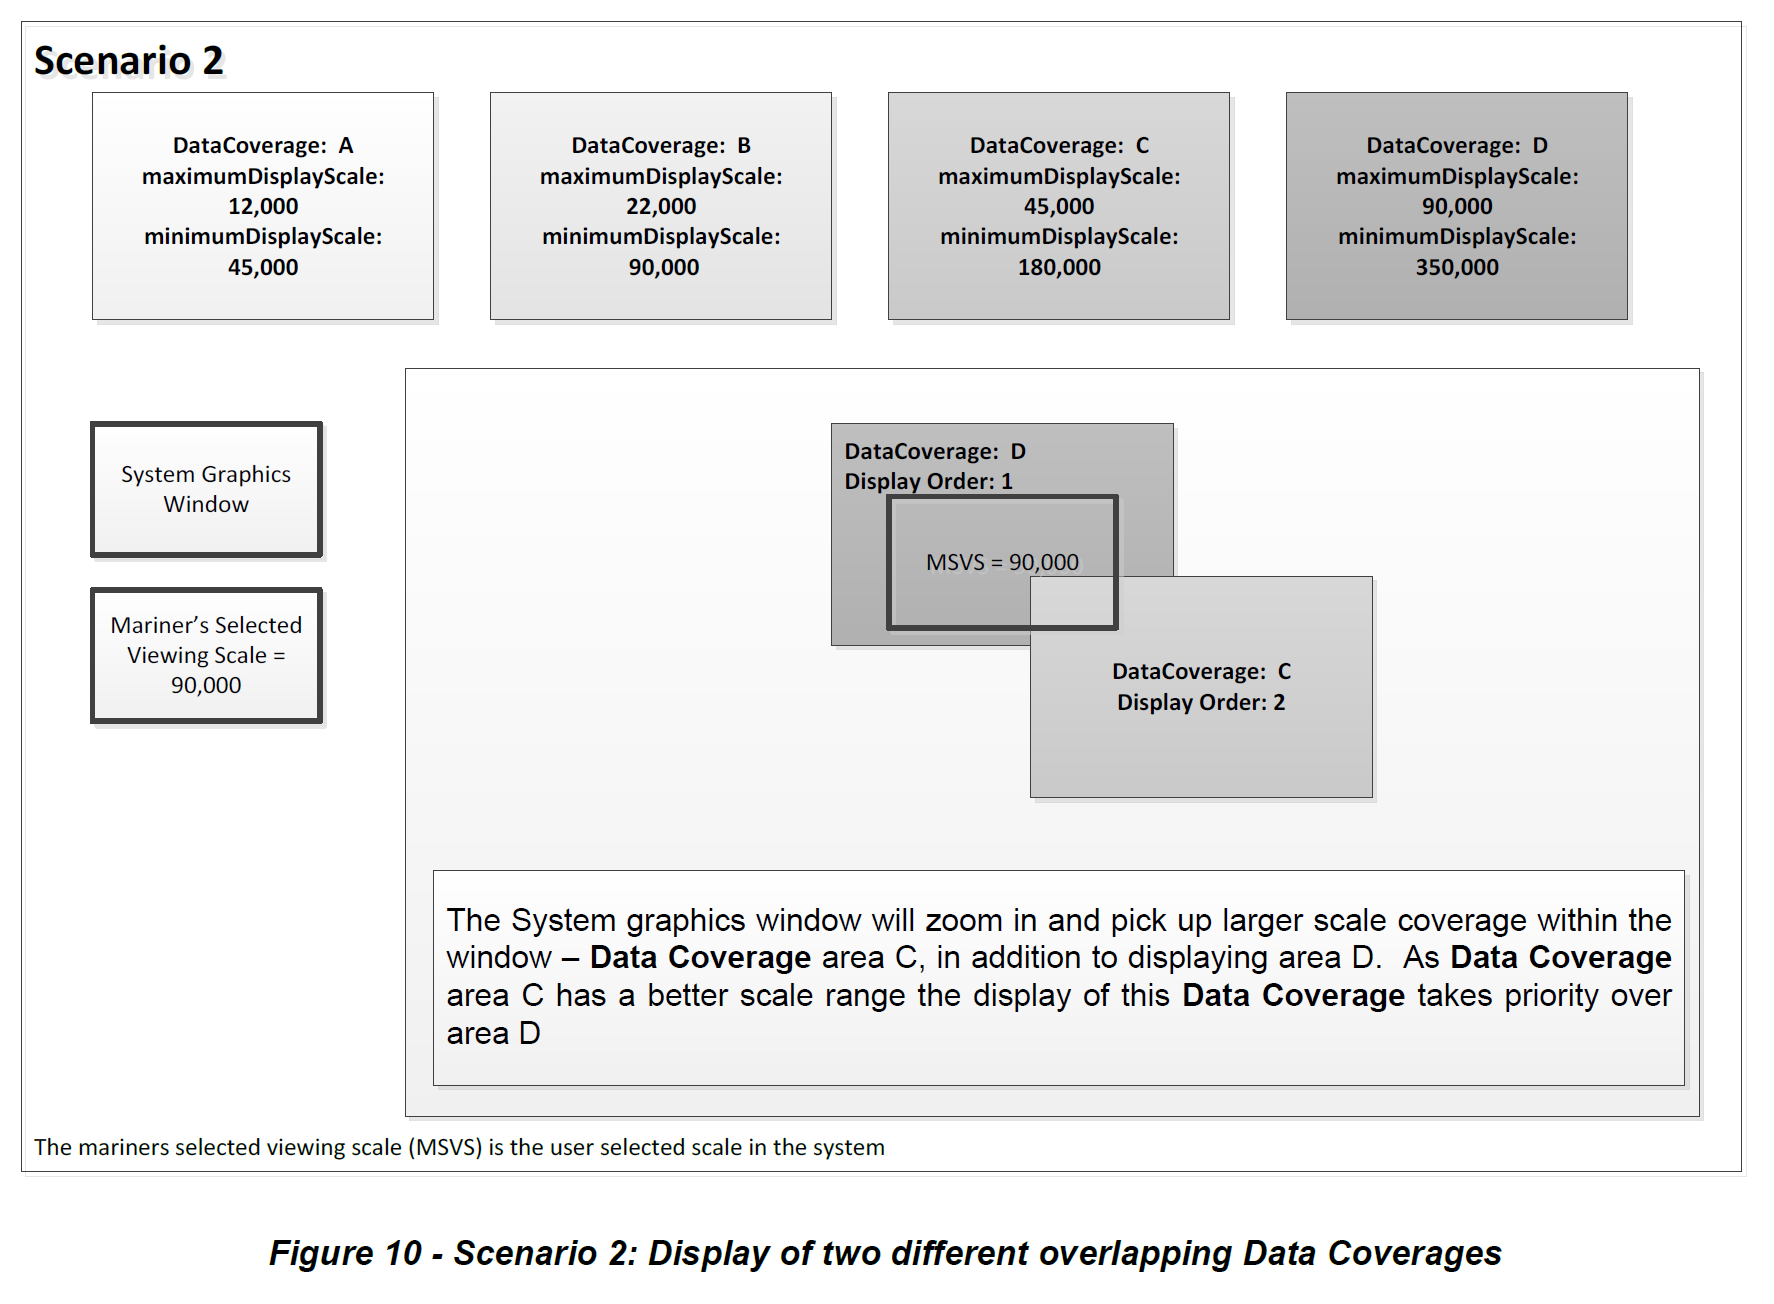 Scenario 2
DataCoverage:  A
maximumDisplayScale:
12,000
minimumDisplayScale:
45,000
DataCoverage:  B
maximumDisplayScale:
22,000
minimumDisplayScale:
90,000
DataCoverage:  C
maximumDisplayScale:
45,000
minimumDisplayScale:
180,000
DataCoverage:  D
maximumDisplayScale:
90,000
minimumDisplayScale:
350,000
System Graphics
Window
Mariner’s Selected
Viewing Scale =
90,000
DataCoverage:  D
Display Order: 1
MSVS = 90,000
DataCoverage:  C
Display Order: 2
The System graphics window will zoom in and pick up larger scale coverage within the
window – Data Coverage area C, in addition to displaying area D.  As Data Coverage
area C has a better scale range the display of this Data Coverage takes priority over
area D
The mariners selected viewing scale (MSVS) is the user selected scale in the system
Figure 10 - Scenario 2: Display of two different overlapping Data Coverages